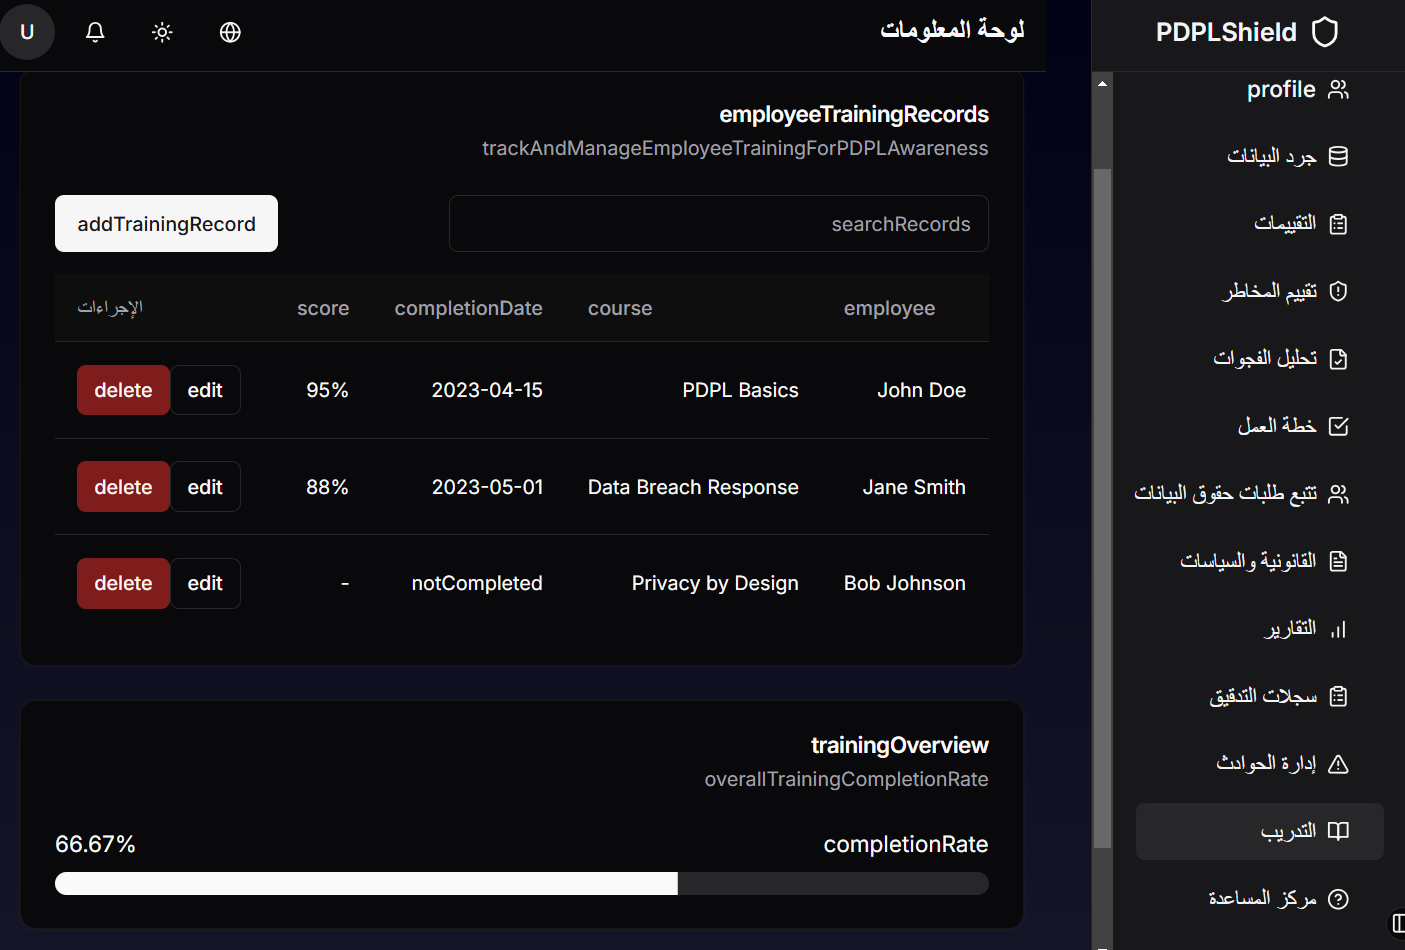 PDPLShield
profile
جرد البيانات
التقييمات
تقييم المخاطر
تحليل الفجوات
خطة العمل
تتبع طلبات حقوق البيانات
القانونية والسياسات
التقارير
سجلات التدقيق
إدارة الحوادث
التدريب
مركز المساعدة
لوحة المعلومات
U
employeeTrainingRecords
trackAndManageEmployeeTrainingForPDPLAwareness
searchRecords
addTrainingRecord
employee course completionDate score الإجراءات
John Doe PDPL Basics 2023-04-15 95% edit delete
Jane Smith Data Breach Response 2023-05-01 88% edit delete
Bob Johnson Privacy by Design notCompleted - edit delete
trainingOverview
overallTrainingCompletionRate
completionRate 66.67%